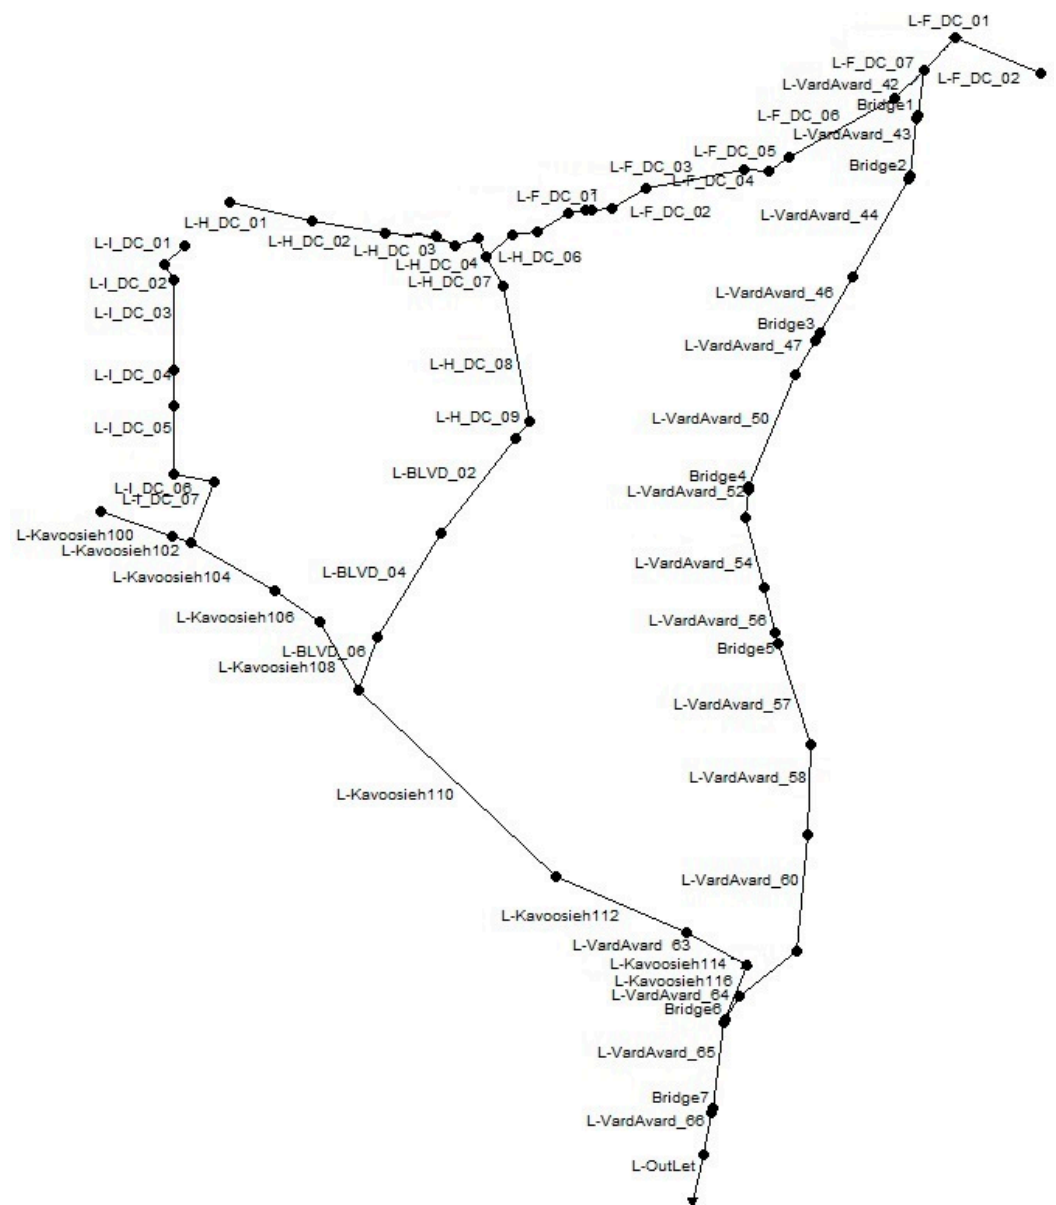 L-F_DC_01
L-F_DC_07
L-F_DC_02
L-VardAvard_42
Bridge1
L-F_DC_06
L-VardAvard_43
L-F_DC_05
L-F_DC_03
L-F_DC_04
Bridge2
L-F_DC_01
L-F_DC_02
L-VardAvard_44
L-H_DC_01
L-H_DC_02
L-I_DC_01
L-H_DC_03
L-H_DC_04
L-H_DC_06
L-I_DC_02
L-H_DC_07
L-VardAvard_46
L-I_DC_03
Bridge3
L-VardAvard_47
L-H_DC_08
L-I_DC_04
L-VardAvard_50
L-H_DC_09
L-I_DC_05
L-BLVD_02
Bridge4
L-I_DC_06
L-VardAvard_52
L-I_DC_07
L-Kavoosieh100
L-Kavoosieh102
L-VardAvard_54
L-BLVD_04
L-Kavoosieh104
L-Kavoosieh106
L-VardAvard_56
L-BLVD_06
Bridge5
L-Kavoosieh108
L-VardAvard_57
L-VardAvard_58
L-Kavoosieh110
L-VardAvard_60
L-Kavoosieh112
L-VardAvard_63
L-Kavoosieh114
L-Kavoosieh116
L-VardAvard_64
Bridge6
L-VardAvard_65
Bridge7
L-VardAvard_66
L-OutLet